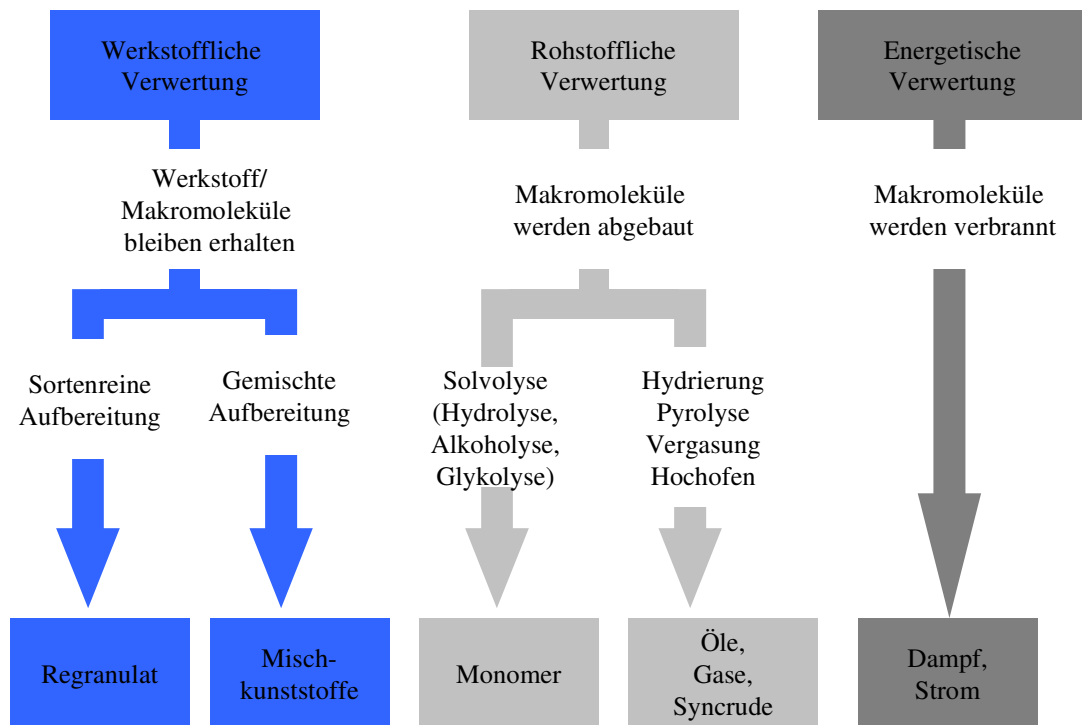 Werkstoffliche
Verwertung
Rohstoffliche
Verwertung
Energetische
Verwertung
Werkstoff/
Makromoleküle
bleiben erhalten
Makromoleküle
werden abgebaut
Makromoleküle
werden verbrannt
Sortenreine
Aufbereitung
Gemischte
Aufbereitung
Solvolyse
(Hydrolyse,
Alkoholyse,
Glykolyse)
Hydrierung
Pyrolyse
Vergasung
Hochofen
Regranulat
Misch-
kunststoffe
Monomer
Öle,
Gase,
Syncrude
Dampf,
Strom